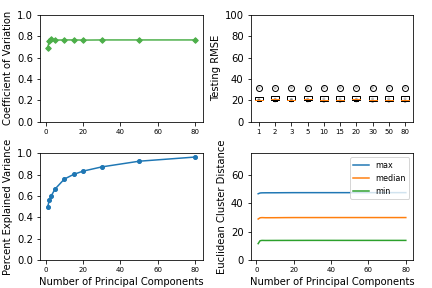 Coefficient of Variation
1.0
0.8
0.6
0.4
0.2
0.0
0 20 40 60 80
Testing RMSE
100
80
60
40
20
0
1 2 3 5 10 15 20 30 50 80
Percent Explained Variance
1.0
0.8
0.6
0.4
0.2
0.0
0 20 40 60 80
Number of Principal Components
Euclidean Cluster Distance
60
40
20
0
max
median
min
0 20 40 60 80
Number of Principal Components